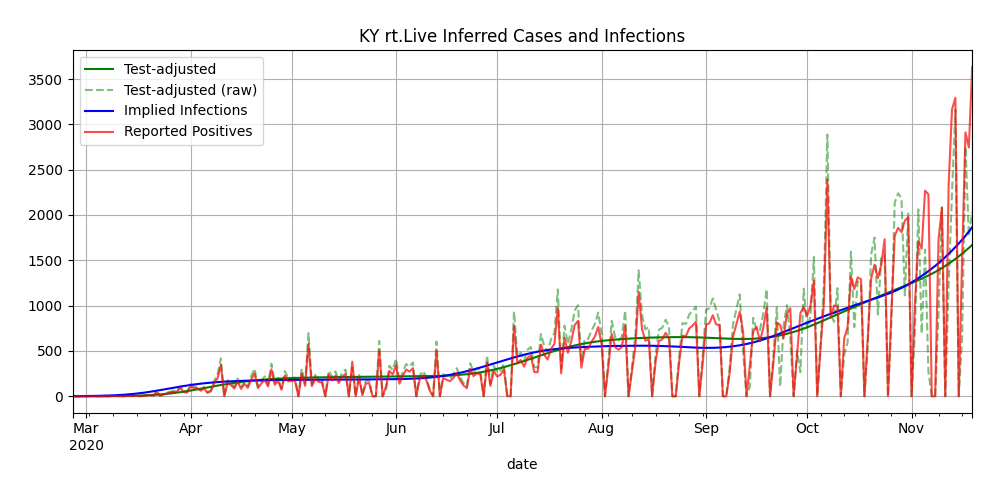 KY rt.Live Inferred Cases and Infections
Test-adjusted
Test-adjusted (raw)
Implied Infections
Reported Positives
3500
3000
2500
2000
1500
1000
500
0
Mar Apr May Jun Jul Aug Sep Oct Nov
2020
date